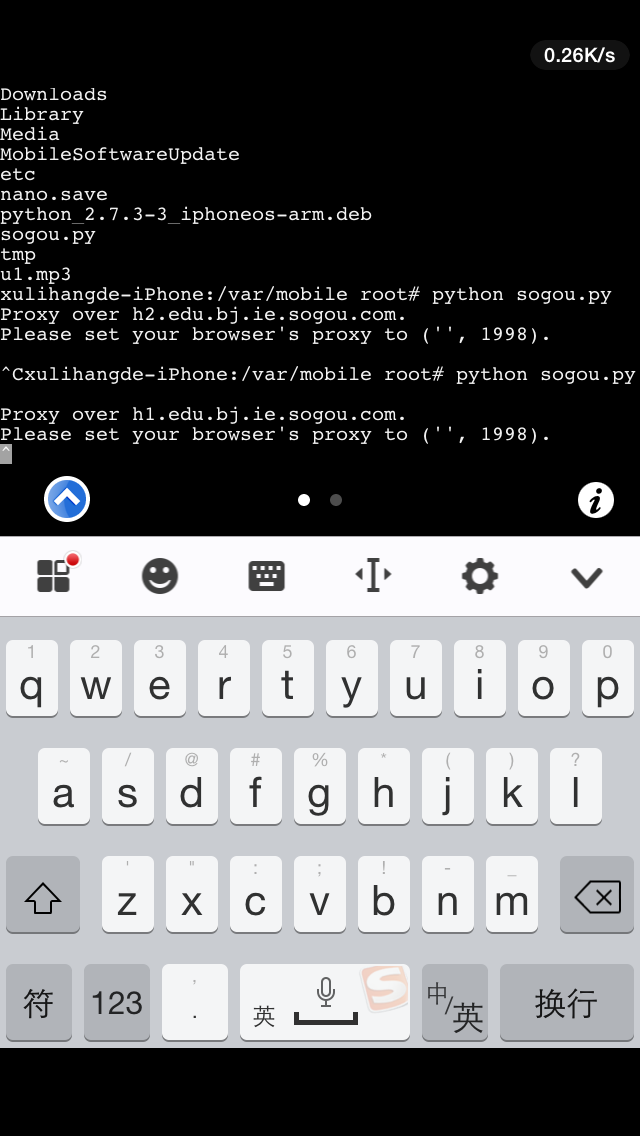 0.26K/s
Downloads
Library
Media
MobileSoftwareUpdate
etc
nano.save
python_2.7.3-3_iphoneos-arm.deb
sogou.py
tmp
u1.mp3
xulihangde-iPhone:/var/mobile root# python sogou.py
Proxy over h2.edu.bj.ie.sogou.com.
Please set your browser's proxy to ('', 1998).
^Cxulihangde-iPhone:/var/mobile root# python sogou.py
Proxy over h1.edu.bj.ie.sogou.com.
Please set your browser's proxy to ('', 1998).
^
i
1 2 3 4 5 6 7 8 9 0
q w e r t y u i o p
~ / @ # % * ( ) ?
a s d f g h j k l
' " : ; ! - _
z x c v b n m
符 123 , . 英 S 中/英 换行